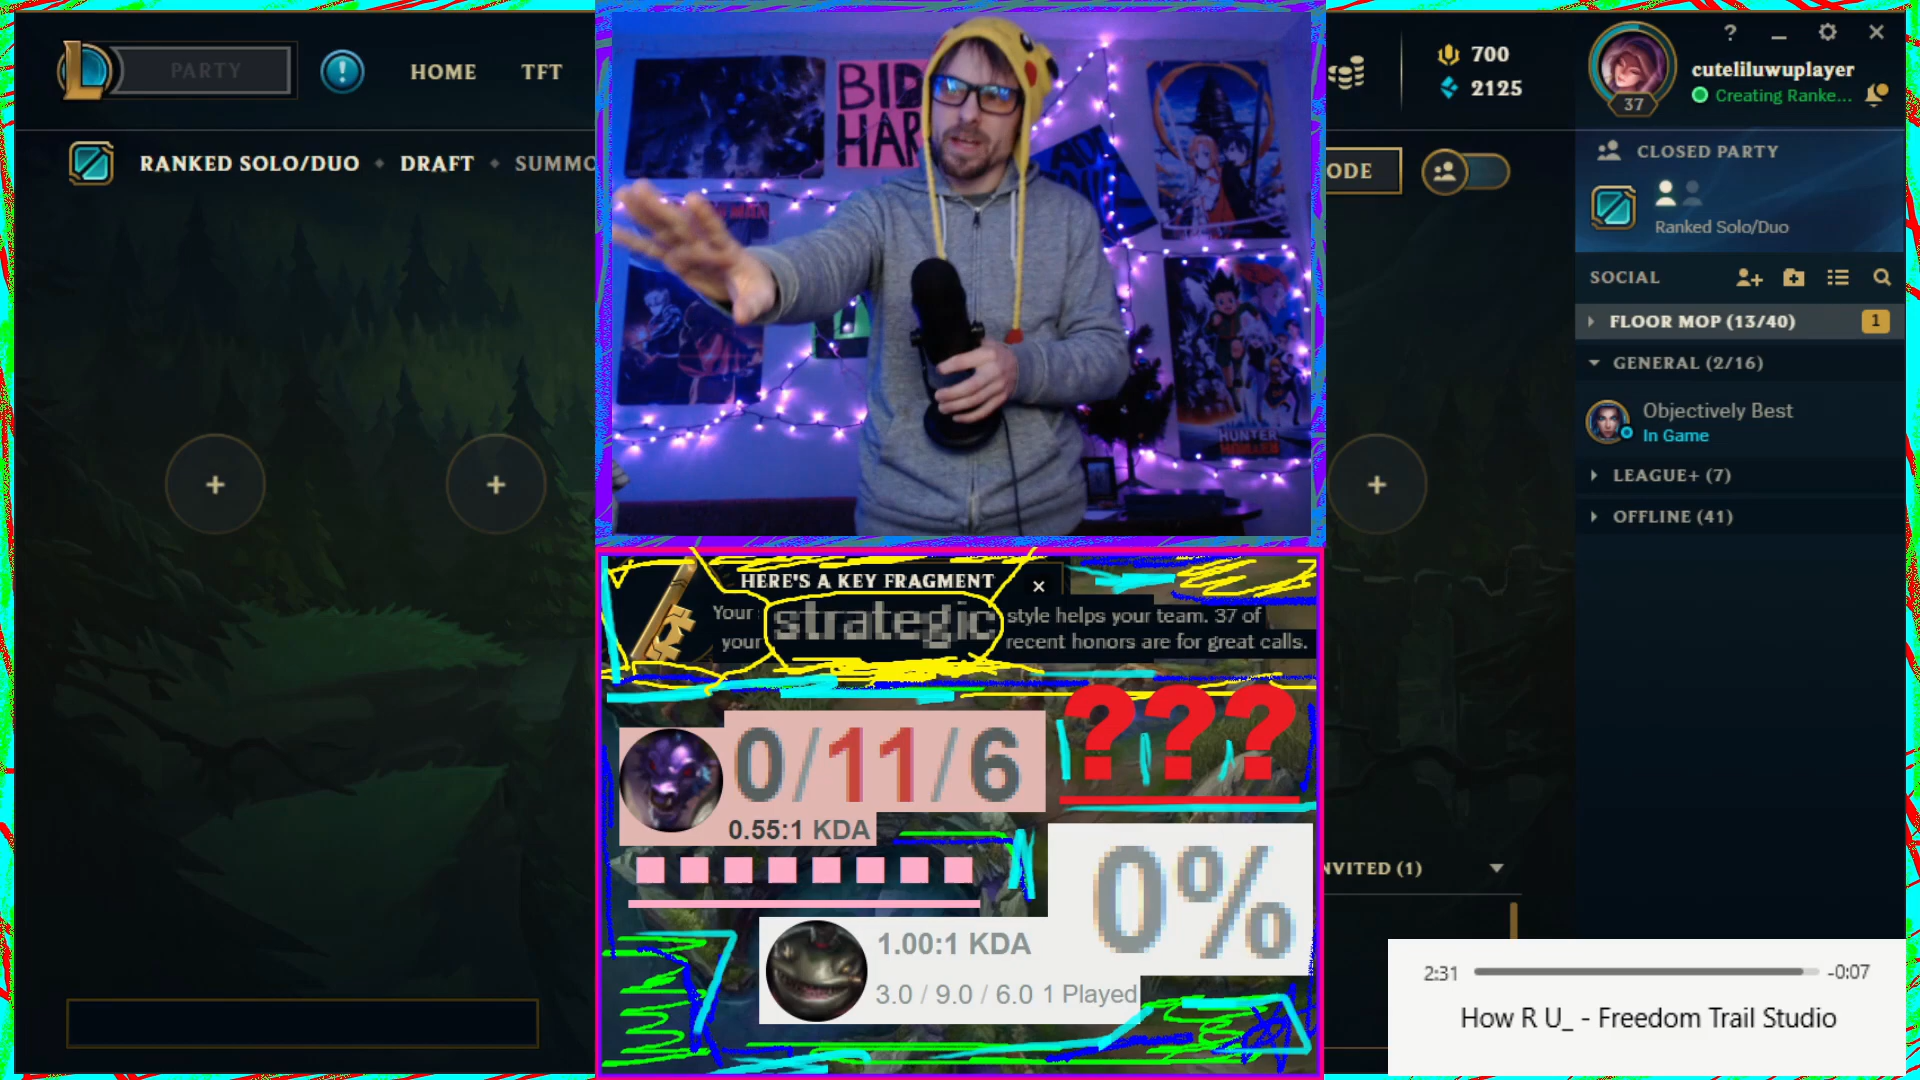 PARTY
HOME
TFT
RANKED SOLO/DUO
DRAFT
SUMMO
BID
HAR
HUNTER
ODE
700
2125
37
cuteliluwuplayer
Creating Ranke...
CLOSED PARTY
Ranked Solo/Duo
SOCIAL
FLOOR MOP (13/40)
1
GENERAL (2/16)
Objectively Best
In Game
LEAGUE+ (7)
OFFLINE (41)
HERE'S A KEY FRAGMENT
Your strategic style helps your team. 37 of
your recent honors are for great calls.
0/11/6
???
0.55:1 KDA
0%
1.00:1 KDA
3.0 / 9.0 / 6.0 1 Played
NVITED (1)
2:31
-0:07
How R U_ - Freedom Trail Studio